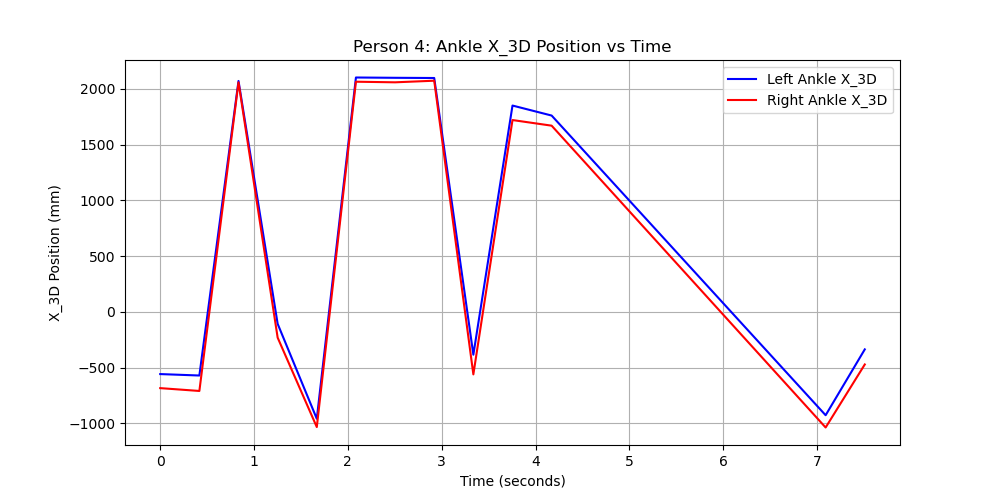 Person 4: Ankle X_3D Position vs Time
Left Ankle X_3D
Right Ankle X_3D
X_3D Position (mm)
2000
1500
1000
500
0
−500
−1000
0 1 2 3 4 5 6 7
Time (seconds)